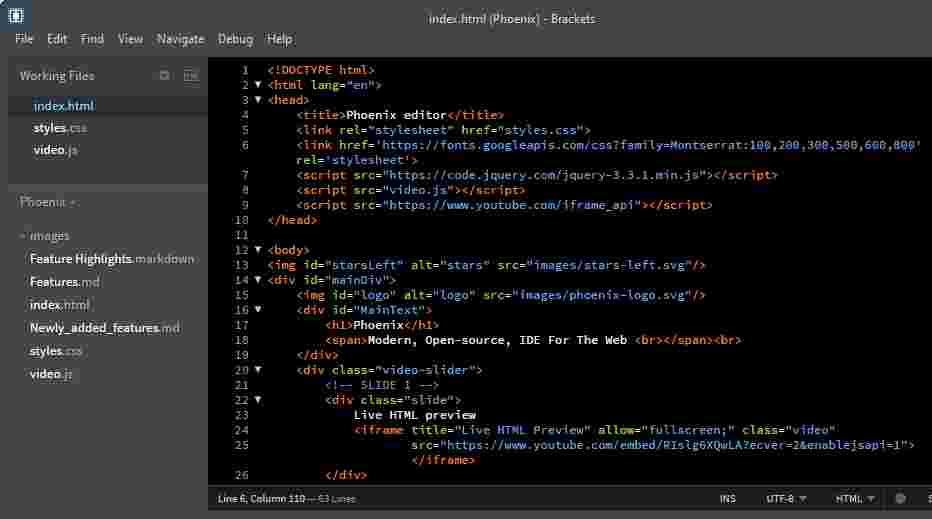 index.html (Phoenix) - Brackets
File Edit Find View Navigate Debug Help
Working Files
index.html
styles.css
video.js
Phoenix
images
Feature Highlights.markdown
Features.md
index.html
Newly_added_features.md
styles.css
video.js
1 <!DOCTYPE html>
2 <html lang="en">
3 <head>
4 <title>Phoenix editor</title>
5 <link rel="stylesheet" href="styles.css">
6 <link href='https://fonts.googleapis.com/css?family=Montserrat:100,200,300,500,600,800'
rel='stylesheet'>
7 <script src="https://code.jquery.com/jquery-3.3.1.min.js"></script>
8 <script src="video.js"></script>
9 <script src="https://www.youtube.com/iframe_api"></script>
10 </head>
11
12 <body>
13 <img id="starsLeft" alt="stars" src="images/stars-left.svg"/>
14 <div id="mainDiv">
15 <img id="logo" alt="logo" src="images/phoenix-logo.svg"/>
16 <div id="MainText">
17 <h1>Phoenix</h1>
18 <span>Modern, Open-source, IDE For The Web <br></span><br>
19 </div>
20 <div class="video-slider">
21 <!-- SLIDE 1 -->
22 <div class="slide">
23 Live HTML preview
24 <iframe title="Live HTML Preview" allow="fullscreen;" class="video"
25 src="https://www.youtube.com/embed/RIslg6XQwLA?ecver=2&enablejsapi=1">
</iframe>
26 </div>
Line 6, Column 110 — 63 Lines INS UTF-8 HTML